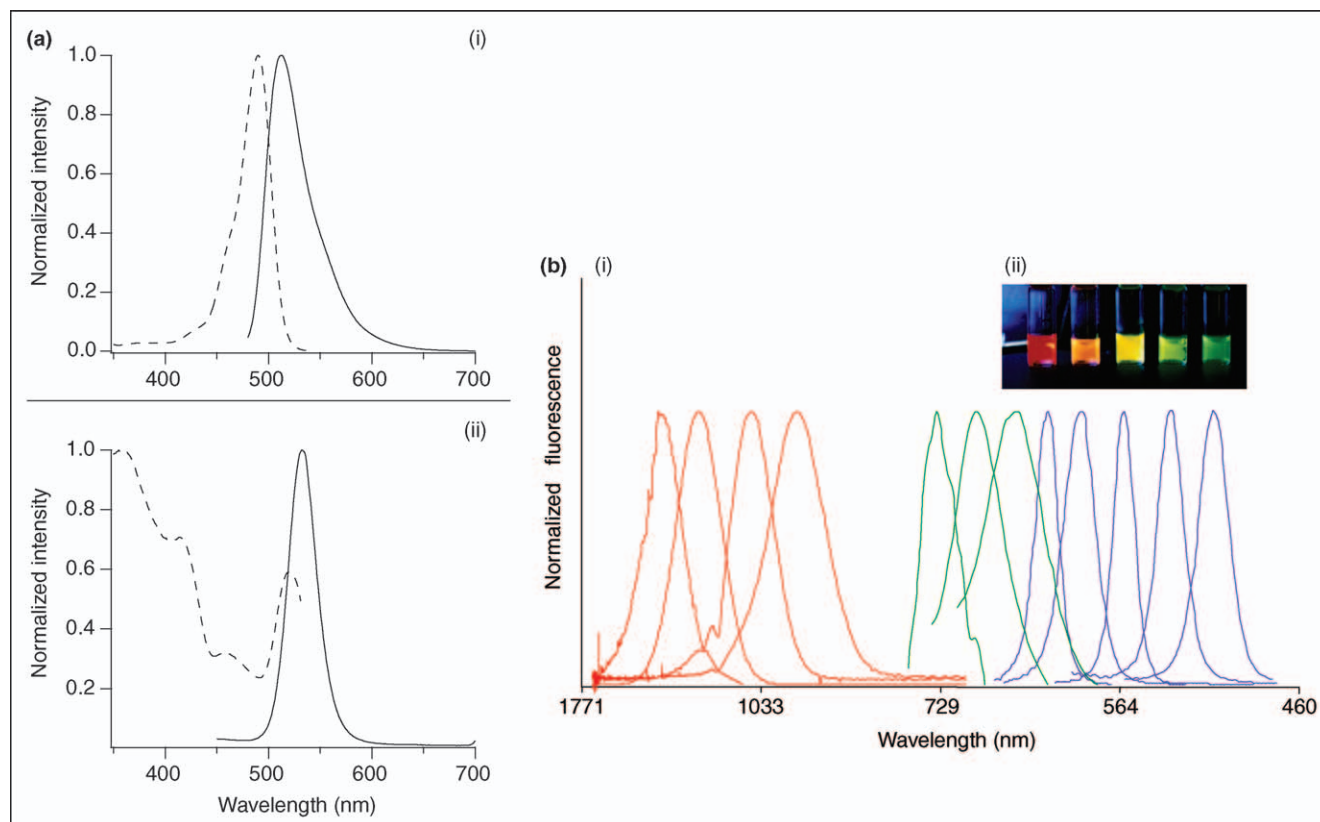 (a)
(i)
1.0
0.8
0.6
0.4
0.2
0.0
Normalized intensity
400 500 600 700
(ii)
1.0
0.8
0.6
0.4
0.2
Normalized intensity
400 500 600 700
Wavelength (nm)
(b) (i)
(ii)
Normalized fluorescence
1771 1033 729 564 460
Wavelength (nm)